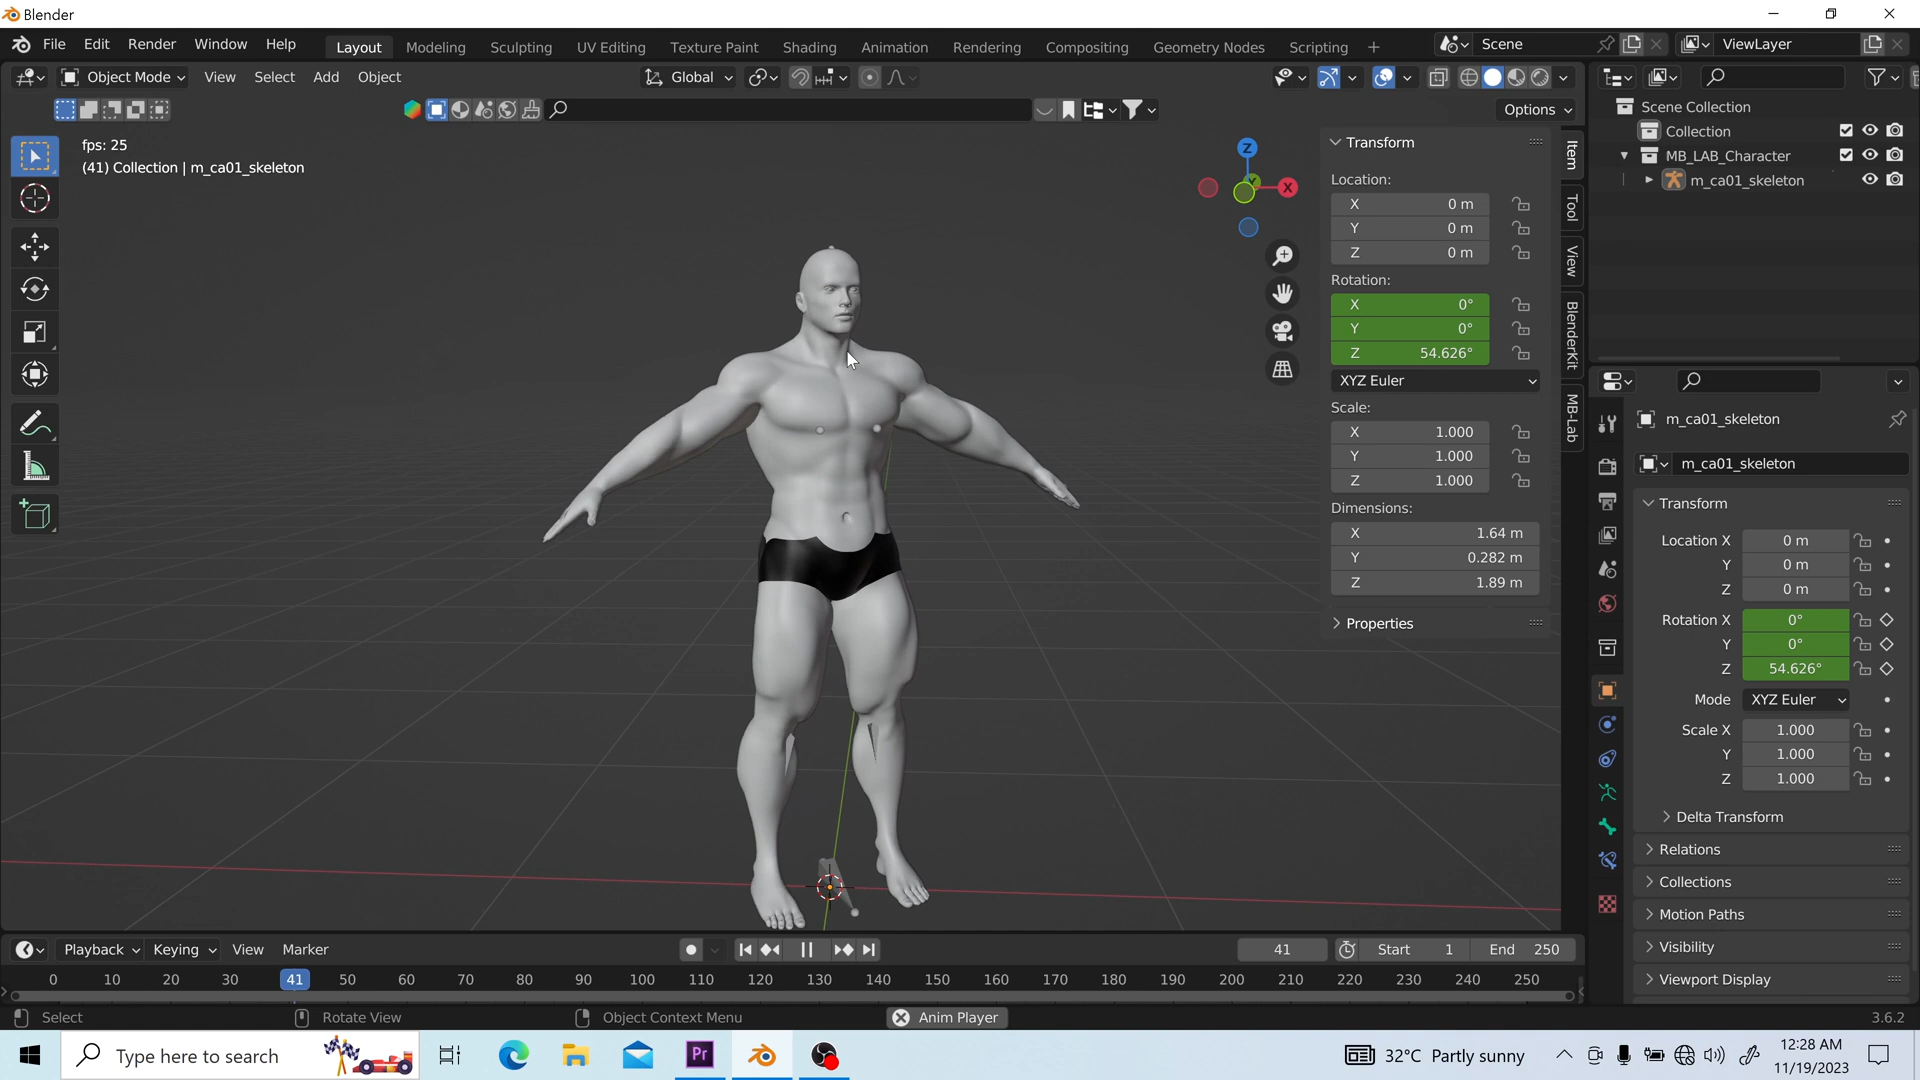 Blender
File Edit Render Window Help Layout Modeling Sculpting UV Editing Texture Paint Shading Animation Rendering Compositing Geometry Nodes Scripting + Scene ViewLayer
Object Mode View Select Add Object Global
Options
fps: 25
(41) Collection | m_ca01_skeleton
Z
X
Y
Transform
Location:
X 0 m
Y 0 m
Z 0 m
Rotation:
X 0°
Y 0°
Z 54.626°
XYZ Euler
Scale:
X 1.000
Y 1.000
Z 1.000
Dimensions:
X 1.64 m
Y 0.282 m
Z 1.89 m
Properties
Item
Tool
View
BlenderKit
MB-Lab
Scene Collection
Collection
MB_LAB_Character
m_ca01_skeleton
m_ca01_skeleton
m_ca01_skeleton
Transform
Location X 0 m
Y 0 m
Z 0 m
Rotation X 0°
Y 0°
Z 54.626°
Mode XYZ Euler
Scale X 1.000
Y 1.000
Z 1.000
Delta Transform
Relations
Collections
Motion Paths
Visibility
Viewport Display
Playback Keying View Marker 41 Start 1 End 250
0 10 20 30 41 50 60 70 80 90 100 110 120 130 140 150 160 170 180 190 200 210 220 230 240 250
Select Rotate View Object Context Menu Anim Player 3.6.2
Type here to search Pr 32°C Partly sunny 12:28 AM
11/19/2023